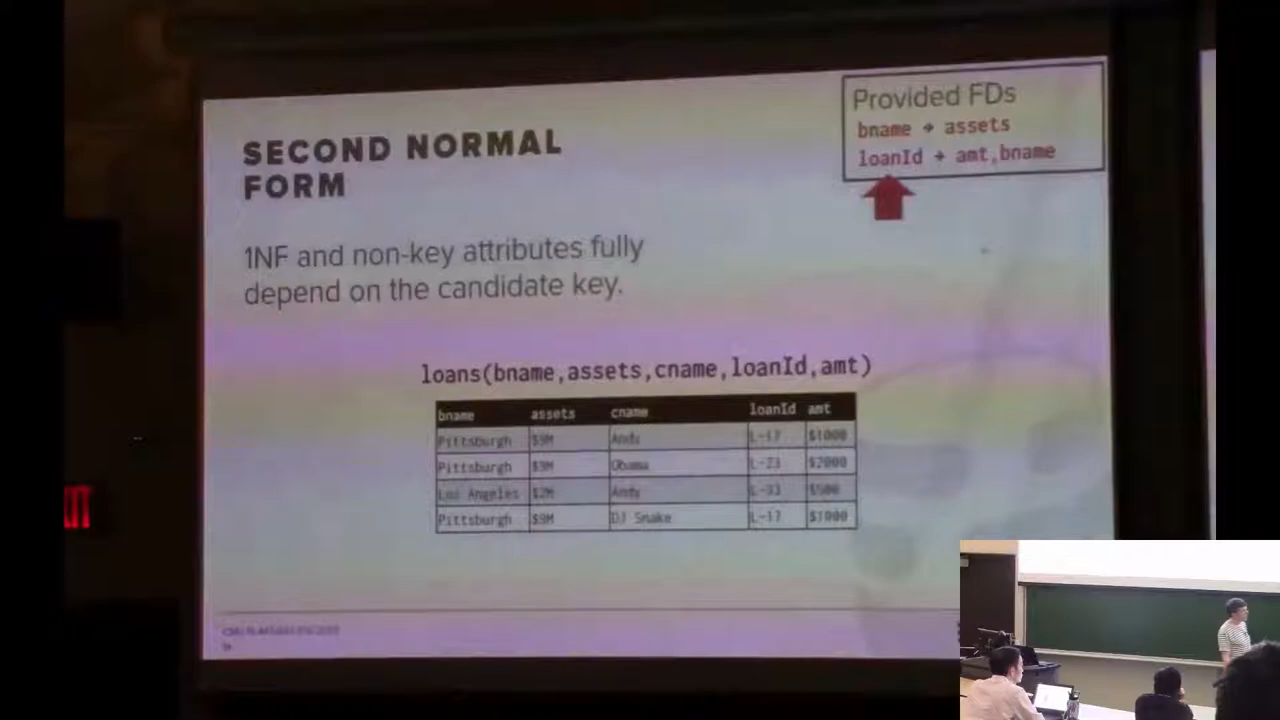 SECOND NORMAL
FORM
Provided FDs
bname → assets
loanId → amt,bname
1NF and non-key attributes fully
depend on the candidate key.
loans(bname,assets,cname,loanId,amt)
bname assets cname loanId amt
Pittsburgh $9M Andy L-17 $1000
Pittsburgh $9M Obama L-23 $2000
Los Angeles $2M Andy L-93 $500
Pittsburgh $9M DJ Snake L-17 $1000